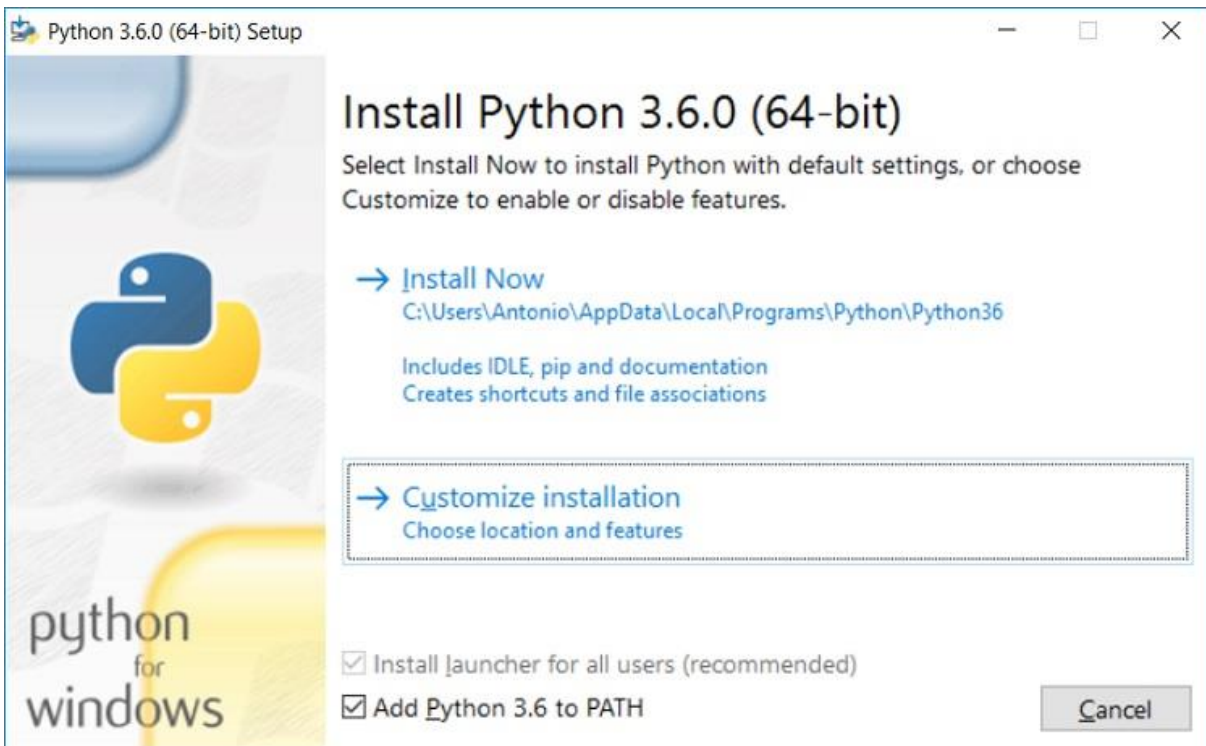 Python 3.6.0 (64-bit) Setup
Install Python 3.6.0 (64-bit)
Select Install Now to install Python with default settings, or choose
Customize to enable or disable features.
Install Now
C:\Users\Antonio\AppData\Local\Programs\Python\Python36
Includes IDLE, pip and documentation
Creates shortcuts and file associations
Customize installation
Choose location and features
python
for
windows
Install launcher for all users (recommended)
Add Python 3.6 to PATH
Cancel